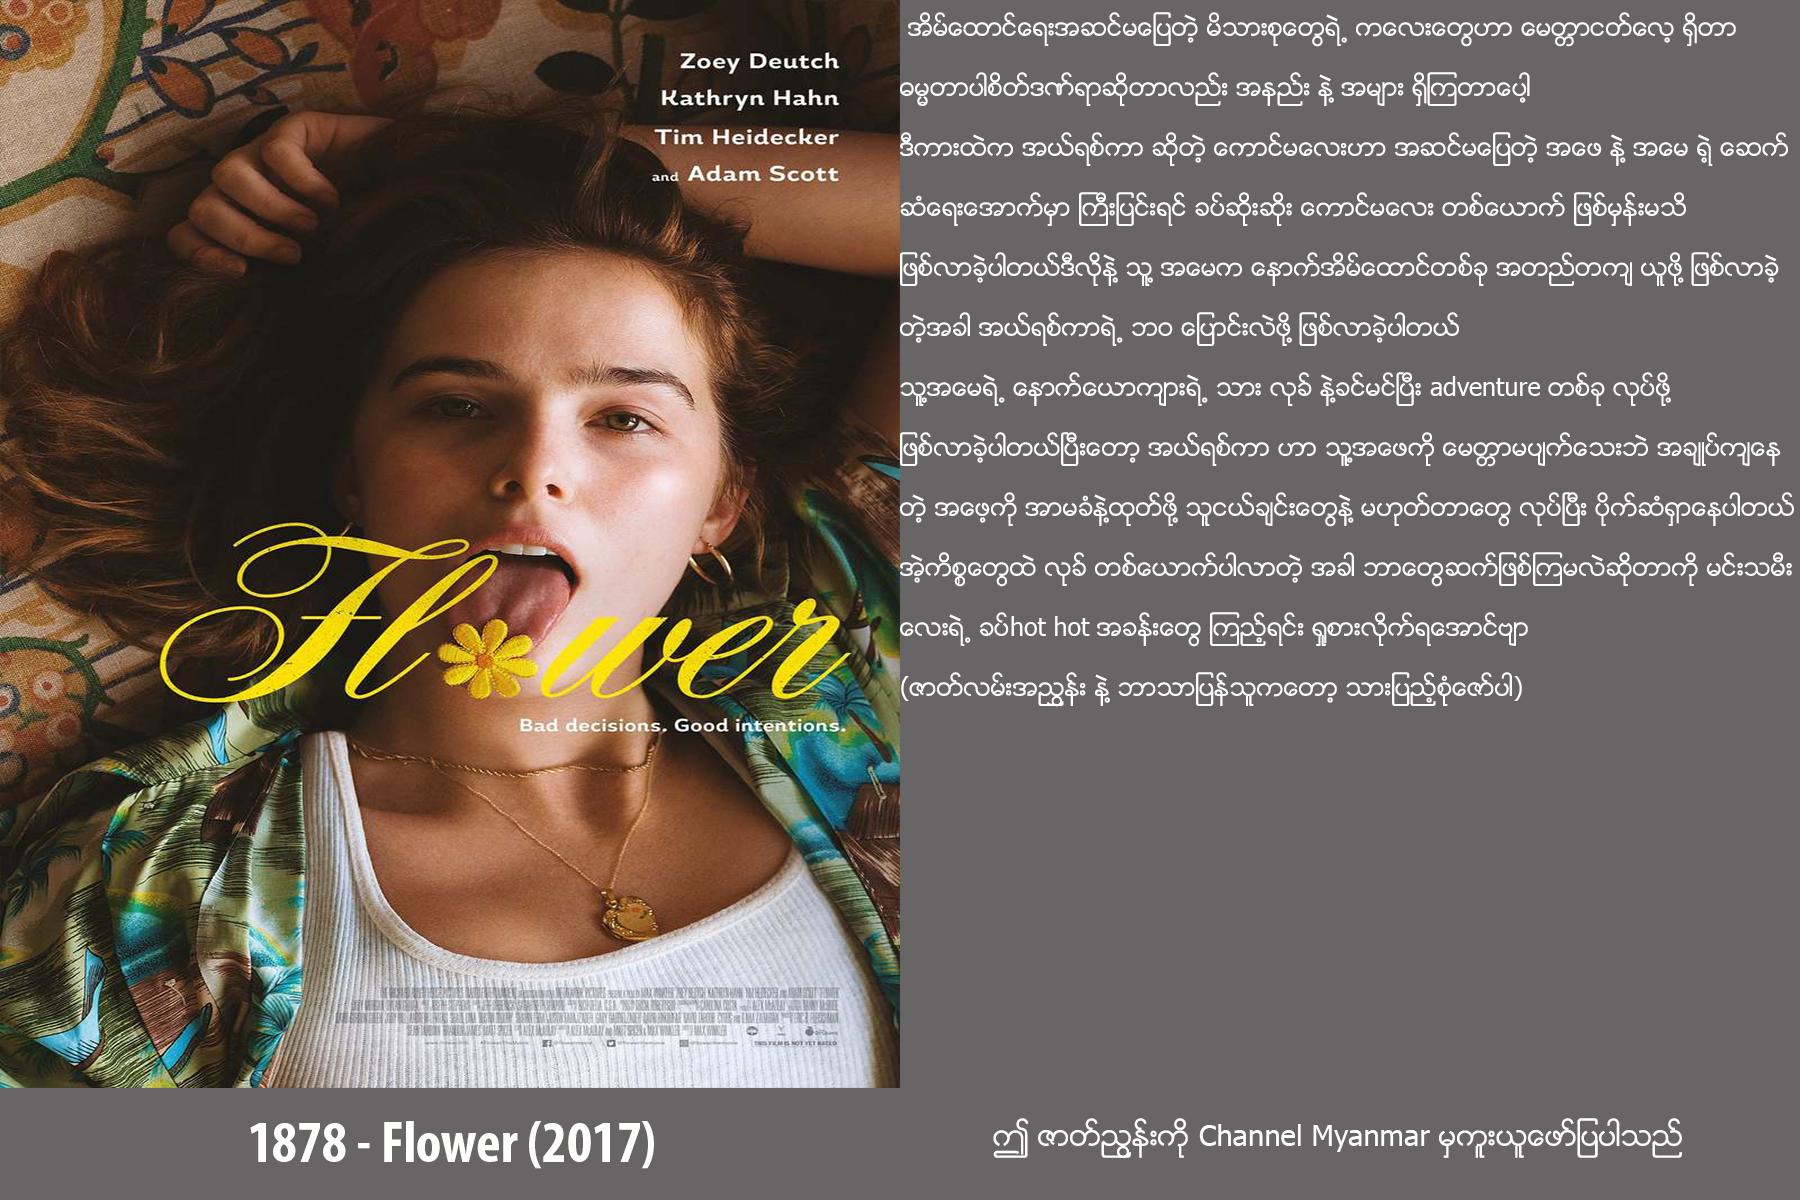 Zoey Deutch
Kathryn Hahn
Tim Heidecker
and Adam Scott
Flower
Bad decisions. Good intentions.
THIS FILM IS NOT YET RATED
1878 - Flower (2017)
အိမ်ထောင်ရေးအဆင်မပြေတဲ့ မိသားစုတွေရဲ့ ကလေးတွေဟာ မေတ္တာငတ်လေ့ ရှိတာ
ဓမ္မတာပါစိတ်ဒဏ်ရာဆိုတာလည်း အနည်း နဲ့ အများ ရှိကြတာပေါ့
ဒီကားထဲက အယ်ရစ်ကာ ဆိုတဲ့ ကောင်မလေးဟာ အဆင်မပြေတဲ့ အဖေ နဲ့ အမေ ရဲ့ ဆက်
ဆံရေးအောက်မှာ ကြီးပြင်းရင် ခပ်ဆိုးဆိုး ကောင်မလေး တစ်ယောက် ဖြစ်မှန်းမသိ
ဖြစ်လာခဲ့ပါတယ်ဒီလိုနဲ့ သူ့ အမေက နောက်အိမ်ထောင်တစ်ခု အတည်တကျ ယူဖို့ ဖြစ်လာခဲ့
တဲ့အခါ အယ်ရစ်ကာရဲ့ ဘဝ ပြောင်းလဲဖို့ ဖြစ်လာခဲ့ပါတယ်
သူ့အမေရဲ့ နောက်ယောကျားရဲ့ သား လုခ် နဲ့ခင်မင်ပြီး adventure တစ်ခု လုပ်ဖို့
ဖြစ်လာခဲ့ပါတယ်ပြီးတော့ အယ်ရစ်ကာ ဟာ သူ့အဖေကို မေတ္တာမပျက်သေးဘဲ အချုပ်ကျနေ
တဲ့ အဖေ့ကို အာမခံနဲ့ထုတ်ဖို့ သူငယ်ချင်းတွေနဲ့ မဟုတ်တာတွေ လုပ်ပြီး ပိုက်ဆံရှာနေပါတယ်
အဲ့ကိစ္စတွေထဲ လုခ် တစ်ယောက်ပါလာတဲ့ အခါ ဘာတွေဆက်ဖြစ်ကြမလဲဆိုတာကို မင်းသမီး
လေးရဲ့ ခပ်hot hot အခန်းတွေ ကြည့်ရင်း ရှုစားလိုက်ရအောင်ဗျာ
(ဇာတ်လမ်းအညွှန်း နဲ့ ဘာသာပြန်သူကတော့ သားပြည့်စုံဇော်ပါ)
ဤ ဇာတ်ညွှန်းကို Channel Myanmar မှကူးယူဖော်ပြပါသည်